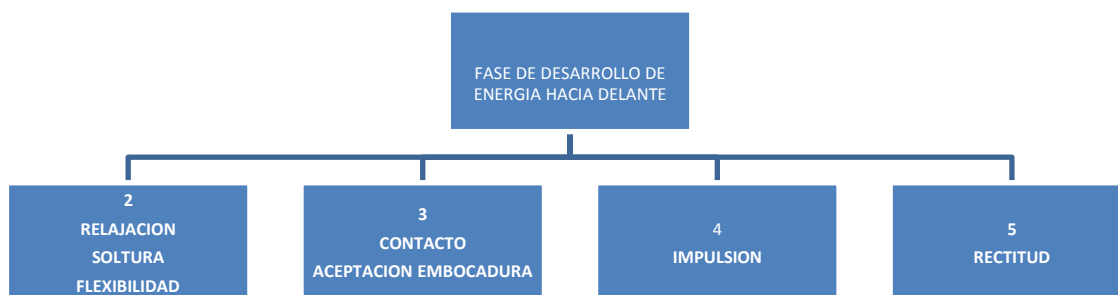 FASE DE DESARROLLO DE
ENERGIA HACIA DELANTE
2
RELAJACION
SOLTURA
FLEXIBILIDAD
3
CONTACTO
ACEPTACION EMBOCADURA
4
IMPULSION
5
RECTITUD